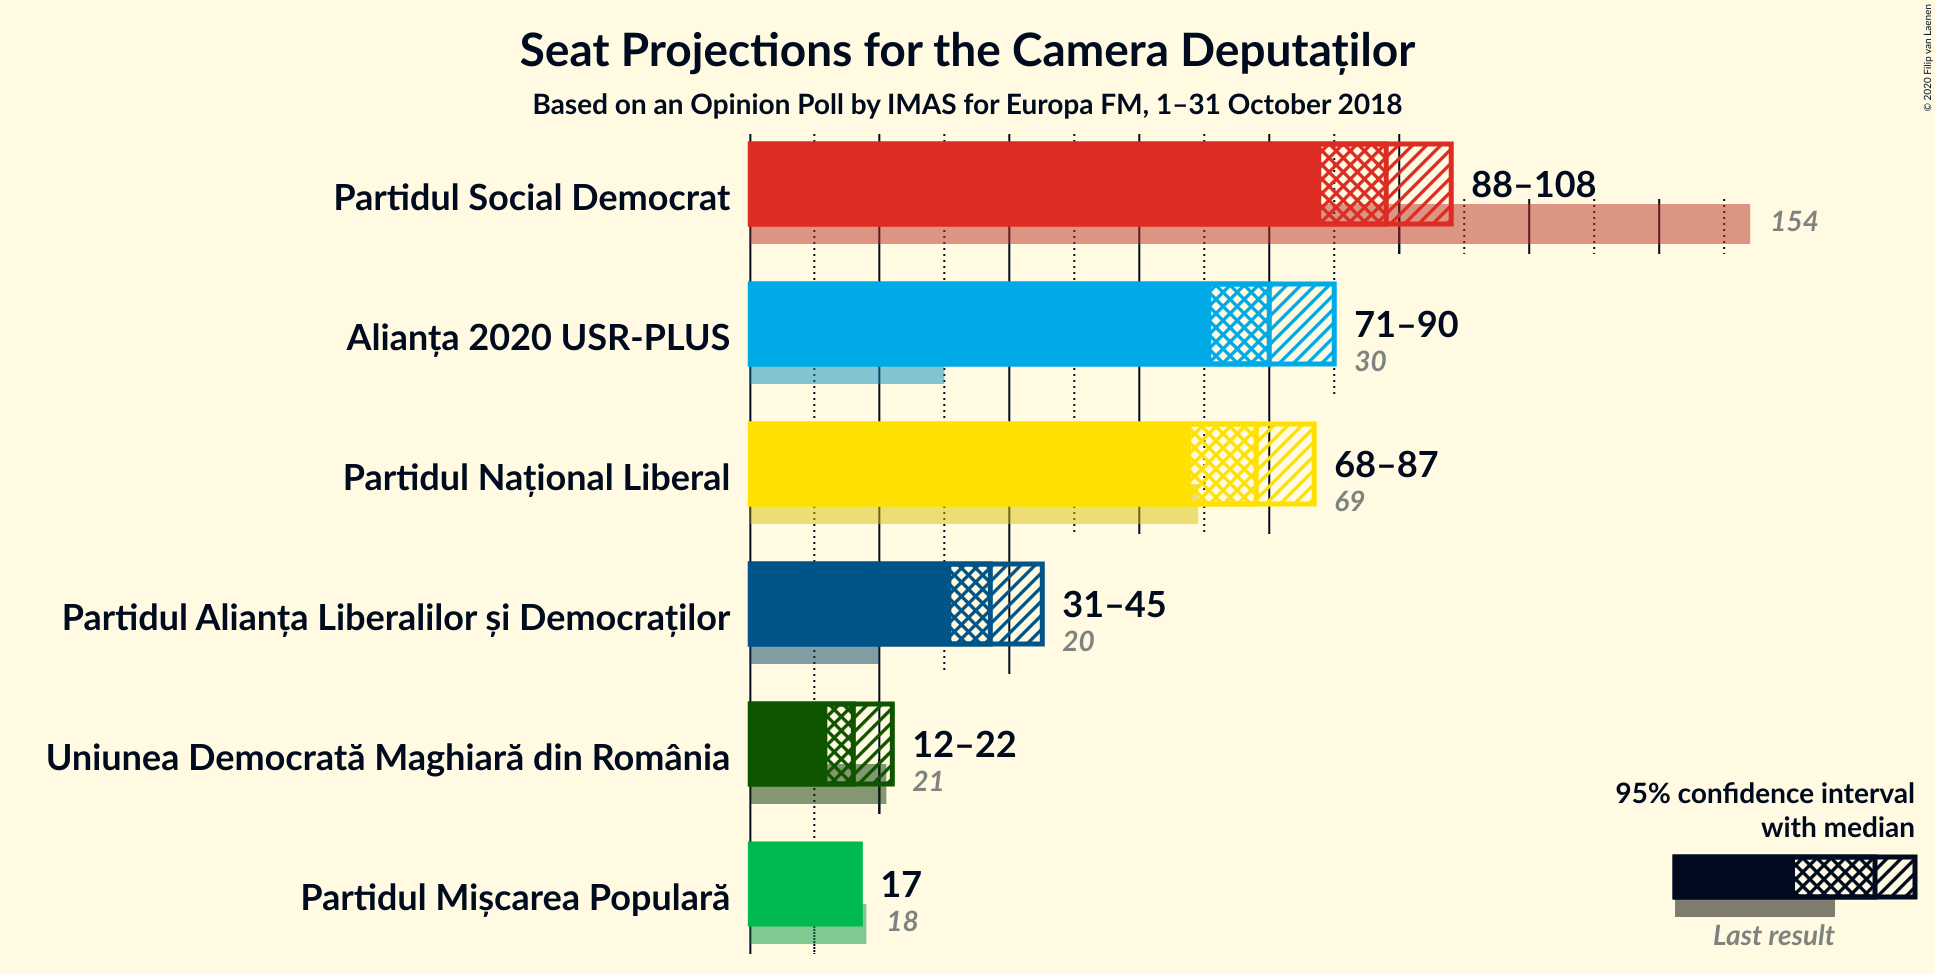 Seat Projections for the Camera Deputaților
Based on an Opinion Poll by IMAS for Europa FM, 1–31 October 2018
© 2020 Filip van Laenen
Partidul Social Democrat
88–108
154
Alianța 2020 USR-PLUS
71–90
30
Partidul Național Liberal
68–87
69
Partidul Alianța Liberalilor și Democraților
31–45
20
Uniunea Democrată Maghiară din România
12–22
21
Partidul Mișcarea Populară
17
18
95% confidence interval
with median
Last result